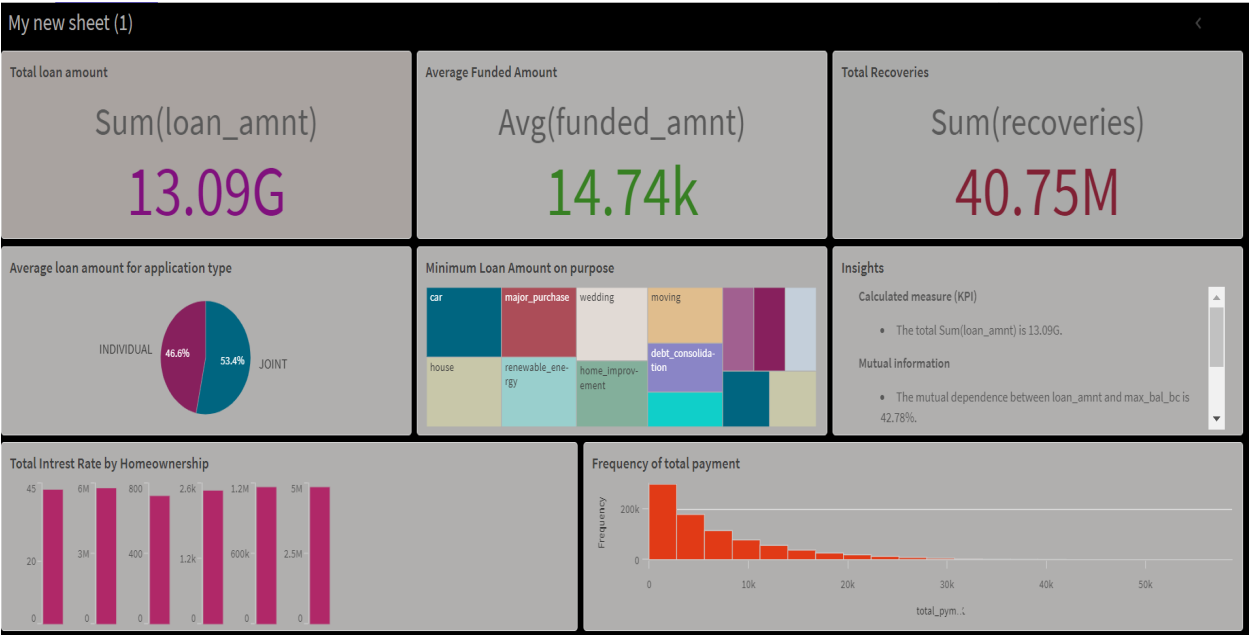 My new sheet (1)
Total loan amount
Sum(loan_amnt)
13.09G
Average Funded Amount
Avg(funded_amnt)
14.74k
Total Recoveries
Sum(recoveries)
40.75M
Average loan amount for application type
INDIVIDUAL
46.6%
53.4%
JOINT
Minimum Loan Amount on purpose
car
major_purchase
wedding
moving
house
renewable_ene-
rgy
home_improv-
ement
debt_consolida-
tion
Insights
Calculated measure (KPI)
• The total Sum(loan_amnt) is 13.09G.
Mutual information
• The mutual dependence between loan_amnt and max_bal_bc is
42.78%.
Total Intrest Rate by Homeownership
45
20
0
6M
3M
0
800
400
0
2.6k
1.2k
0
1.2M
600k
0
5M
2.5M
0
Frequency of total payment
Frequency
200k
0
0 10k 20k 30k 40k 50k
total_pym...